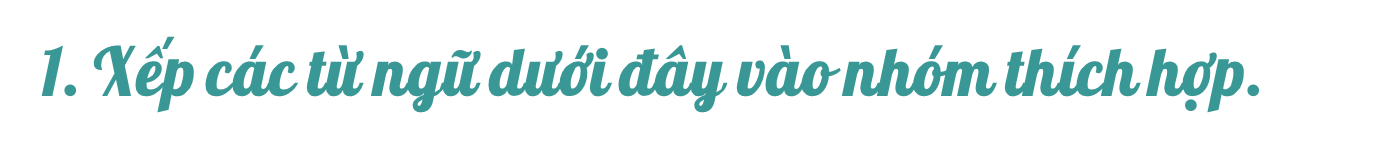 1. Xếp các từ ngữ dưới đây vào nhóm thích hợp.